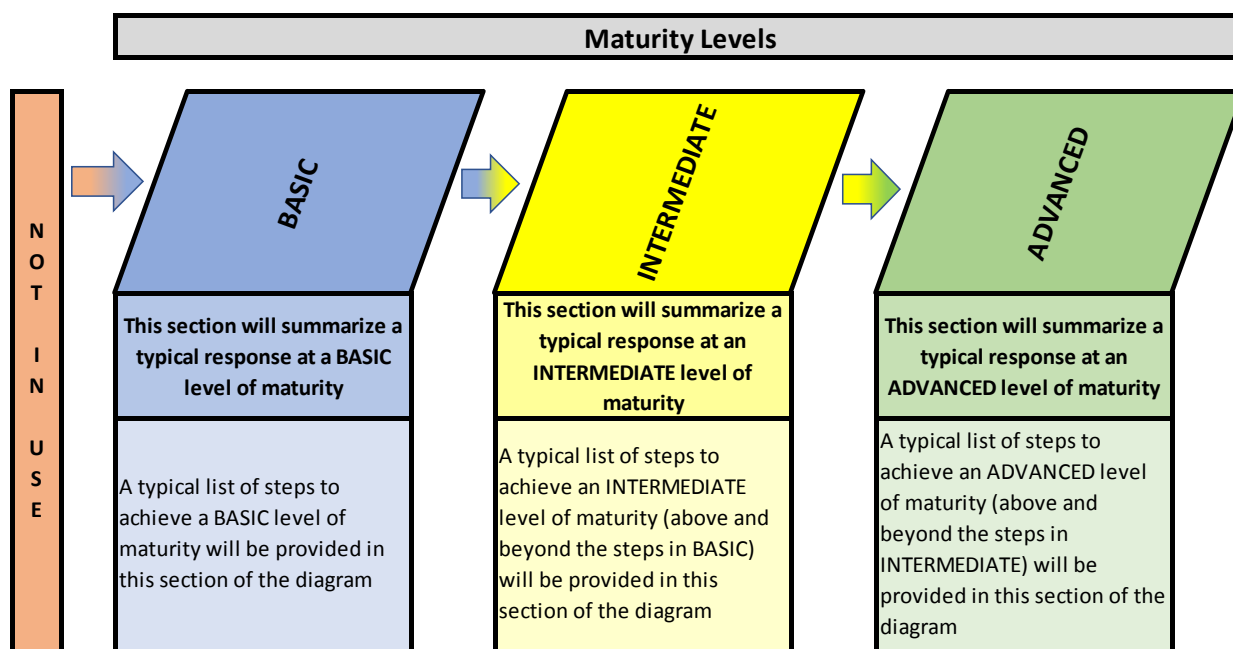 Maturity Levels
NOT IN USE
BASIC
This section will summarize a
typical response at a BASIC
level of maturity
A typical list of steps to
achieve a BASIC level of
maturity will be provided in
this section of the diagram
INTERMEDIATE
This section will summarize a
typical response at an
INTERMEDIATE level of
maturity
A typical list of steps to
achieve an INTERMEDIATE
level of maturity (above and
beyond the steps in BASIC)
will be provided in this
section of the diagram
ADVANCED
This section will summarize a
typical response at an
ADVANCED level of maturity
A typical list of steps to
achieve an ADVANCED level
of maturity (above and
beyond the steps in
INTERMEDIATE) will be
provided in this section of the
diagram